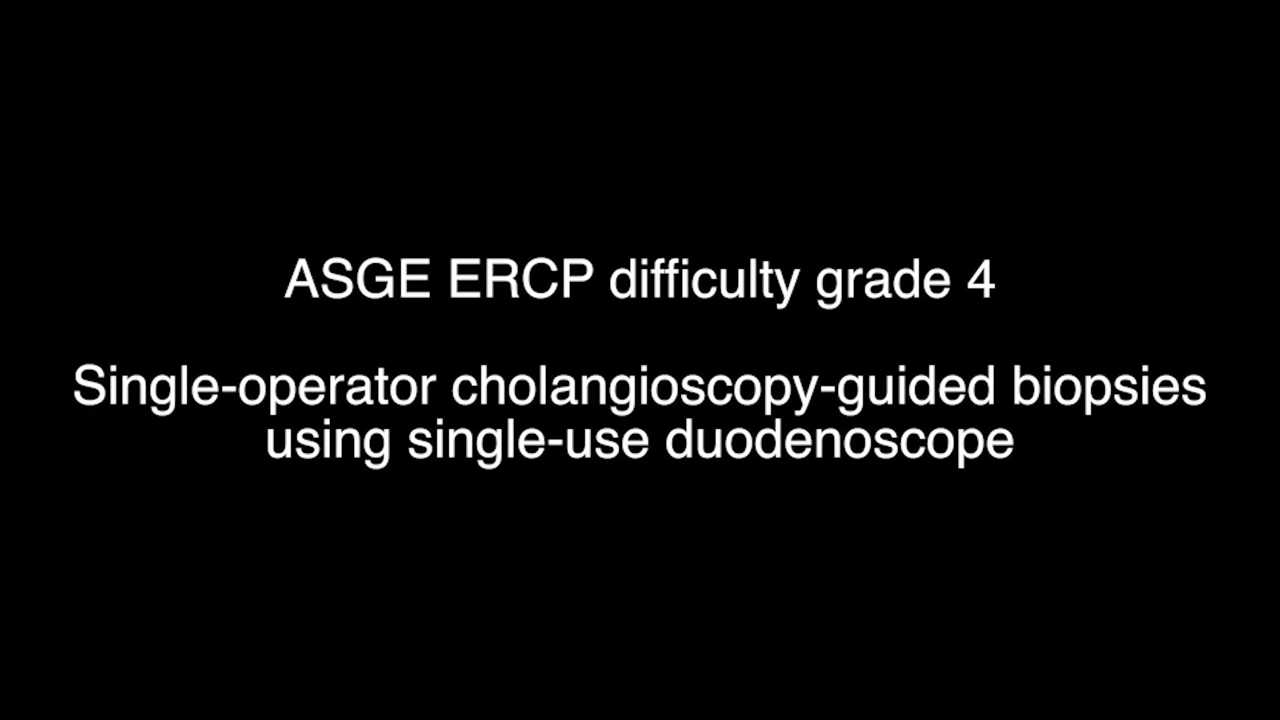 ASGE ERCP difficulty grade 4
Single-operator cholangioscopy-guided biopsies
using single-use duodenoscope